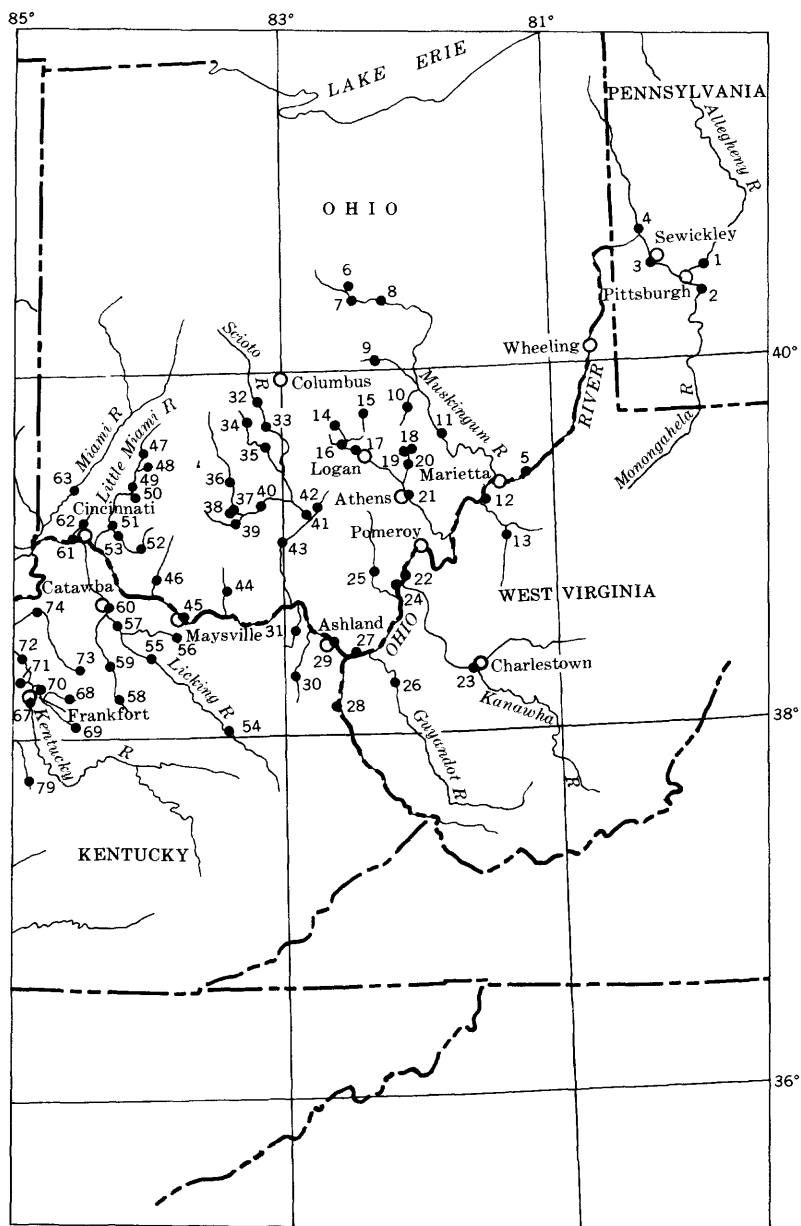 85°
83°
81°
LAKE ERIE
PENNSYLVANIA
Allegheny R
OHIO
4
Sewickley
3
1
Pittsburgh
2
6
7
8
Scioto R
Wheeling
40°
9
Columbus
Muskingum R
RIVER
Monongahela R
32
10
15
14
33
34
11
Miami R
Little Miami R
47
35
16
17
18
Logan
19
20
Marietta
5
48
63
49
36
50
Athens
21
12
Cincinnati
62
51
37
40
42
38
41
39
61
53
52
43
Pomeroy
13
46
44
25
22
WEST VIRGINIA
Catawba
24
74
60
45
57
Maysville
31
Ashland
27
OHIO
56
29
Charlestown
72
55
23
71
73
59
Licking R
30
26
Kanawha R
70
68
58
67
Frankfort
28
38°
69
54
Kentucky R
Guyandot R
79
KENTUCKY
36°